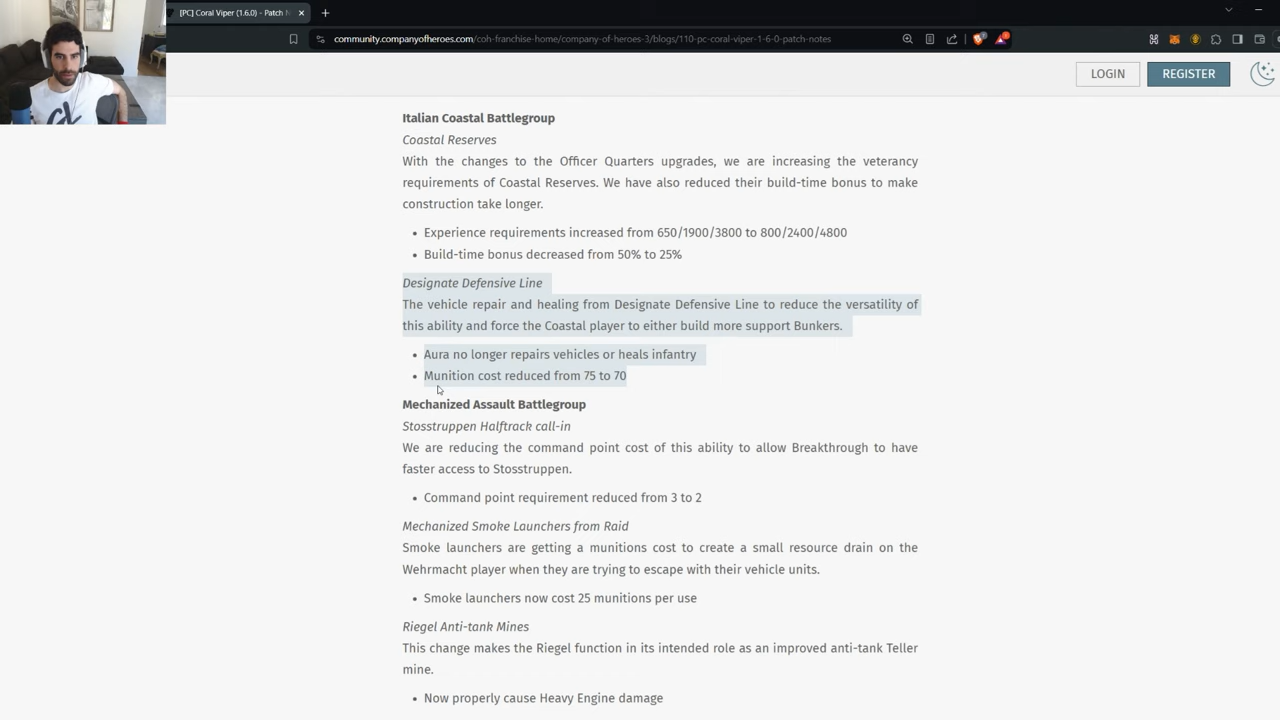 [PC] Coral Viper (1.6.0) - Patch N
community.companyofheroes.com/coh-franchise-home/company-of-heroes-3/blogs/110-pc-coral-viper-1-6-0-patch-notes
LOGIN
REGISTER
Italian Coastal Battlegroup
Coastal Reserves
With the changes to the Officer Quarters upgrades, we are increasing the veterancy
requirements of Coastal Reserves. We have also reduced their build-time bonus to make
construction take longer.
• Experience requirements increased from 650/1900/3800 to 800/2400/4800
• Build-time bonus decreased from 50% to 25%
Designate Defensive Line
The vehicle repair and healing from Designate Defensive Line to reduce the versatility of
this ability and force the Coastal player to either build more support Bunkers.
• Aura no longer repairs vehicles or heals infantry
• Munition cost reduced from 75 to 70
Mechanized Assault Battlegroup
Stosstruppen Halftrack call-in
We are reducing the command point cost of this ability to allow Breakthrough to have
faster access to Stosstruppen.
• Command point requirement reduced from 3 to 2
Mechanized Smoke Launchers from Raid
Smoke launchers are getting a munitions cost to create a small resource drain on the
Wehrmacht player when they are trying to escape with their vehicle units.
• Smoke launchers now cost 25 munitions per use
Riegel Anti-tank Mines
This change makes the Riegel function in its intended role as an improved anti-tank Teller
mine.
• Now properly cause Heavy Engine damage